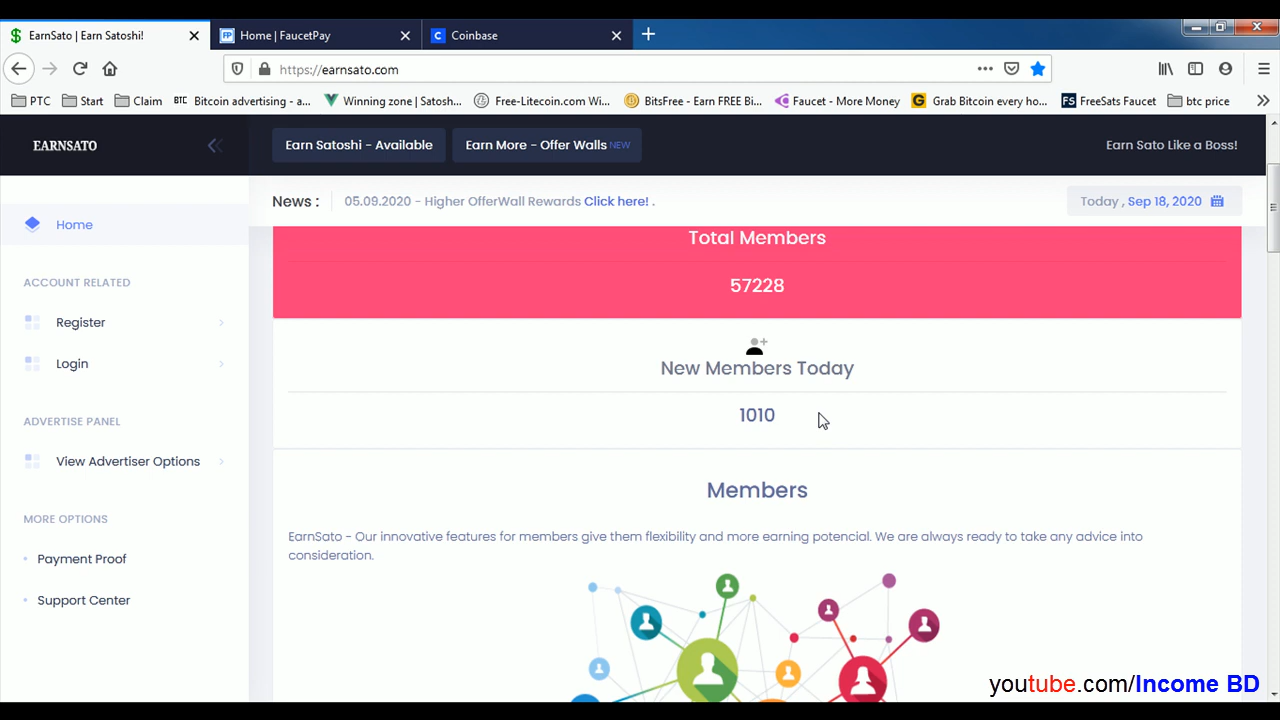 EarnSato | Earn Satoshi!
Home | FaucetPay
Coinbase
https://earnsato.com
PTC
Start
Claim
BTC Bitcoin advertising - a...
Winning zone | Satosh...
Free-Litecoin.com Wi...
BitsFree - Earn FREE Bi...
Faucet - More Money
Grab Bitcoin every ho...
FS FreeSats Faucet
btc price
EARNSATO
Earn Satoshi - Available
Earn More - Offer Walls NEW
Earn Sato Like a Boss!
News :
05.09.2020 - Higher OfferWall Rewards Click here! .
Today , Sep 18, 2020
Home
ACCOUNT RELATED
Register
Login
ADVERTISE PANEL
View Advertiser Options
MORE OPTIONS
Payment Proof
Support Center
Total Members
57228
New Members Today
1010
Members
EarnSato - Our innovative features for members give them flexibility and more earning potencial. We are always ready to take any advice into
consideration.
youtube.com/Income BD